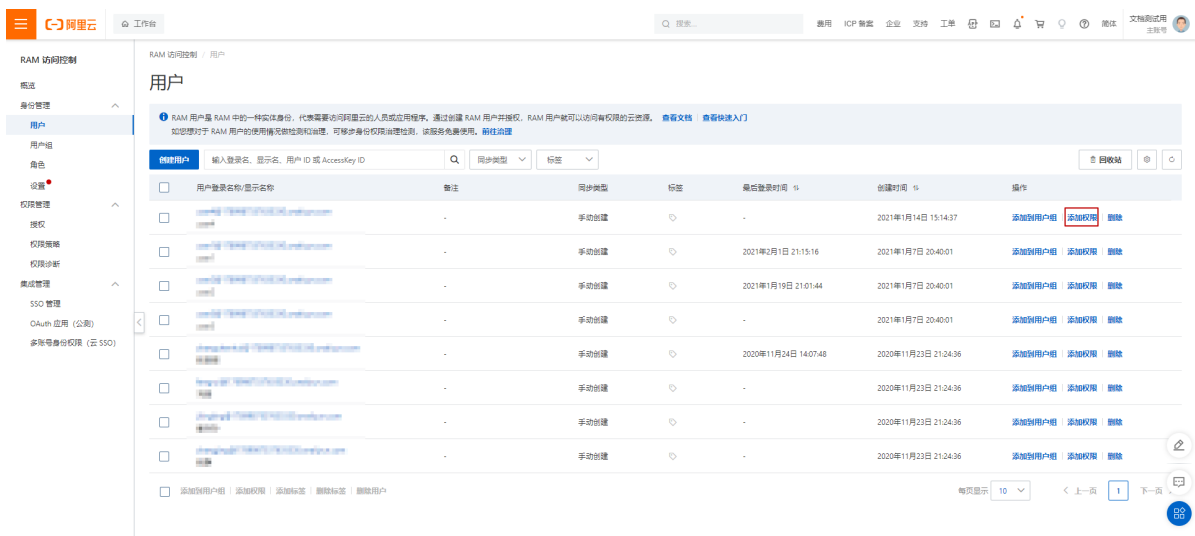 阿里云
工作台
搜索...
费用 ICP 备案 企业 支持 工单 简体
文档测试用
主账号
RAM 访问控制
概览
身份管理
用户
用户组
角色
设置
权限管理
授权
权限策略
权限诊断
集成管理
SSO 管理
OAuth 应用（公测）
多账号身份权限（云 SSO）
RAM 访问控制 / 用户
用户
RAM 用户是 RAM 中的一种实体身份，代表需要访问阿里云的人员或应用程序。通过创建 RAM 用户并授权，RAM 用户就可以访问有权限的云资源。 查看文档 查看快速入门
如您想对于 RAM 用户的使用情况做检测和治理，可移步身份权限治理检测，该服务免费使用。前往治理
创建用户 输入登录名、显示名、用户 ID 或 AccessKey ID 同步类型 标签 回收站
用户登录名称/显示名称 备注 同步类型 标签 最后登录时间 创建时间 操作
- 手动创建 - 2021年1月14日 15:14:37 添加到用户组 添加权限 删除
- 手动创建 2021年2月1日 21:15:16 2021年1月7日 20:40:01 添加到用户组 添加权限 删除
- 手动创建 2021年1月19日 21:01:44 2021年1月7日 20:40:01 添加到用户组 添加权限 删除
- 手动创建 - 2021年1月7日 20:40:01 添加到用户组 添加权限 删除
- 手动创建 2020年11月24日 14:07:48 2020年11月23日 21:24:36 添加到用户组 添加权限 删除
- 手动创建 - 2020年11月23日 21:24:36 添加到用户组 添加权限 删除
- 手动创建 - 2020年11月23日 21:24:36 添加到用户组 添加权限 删除
- 手动创建 - 2020年11月23日 21:24:36 添加到用户组 添加权限 删除
添加到用户组 添加权限 添加标签 删除标签 删除用户 每页显示 10 上一页 1 下一页